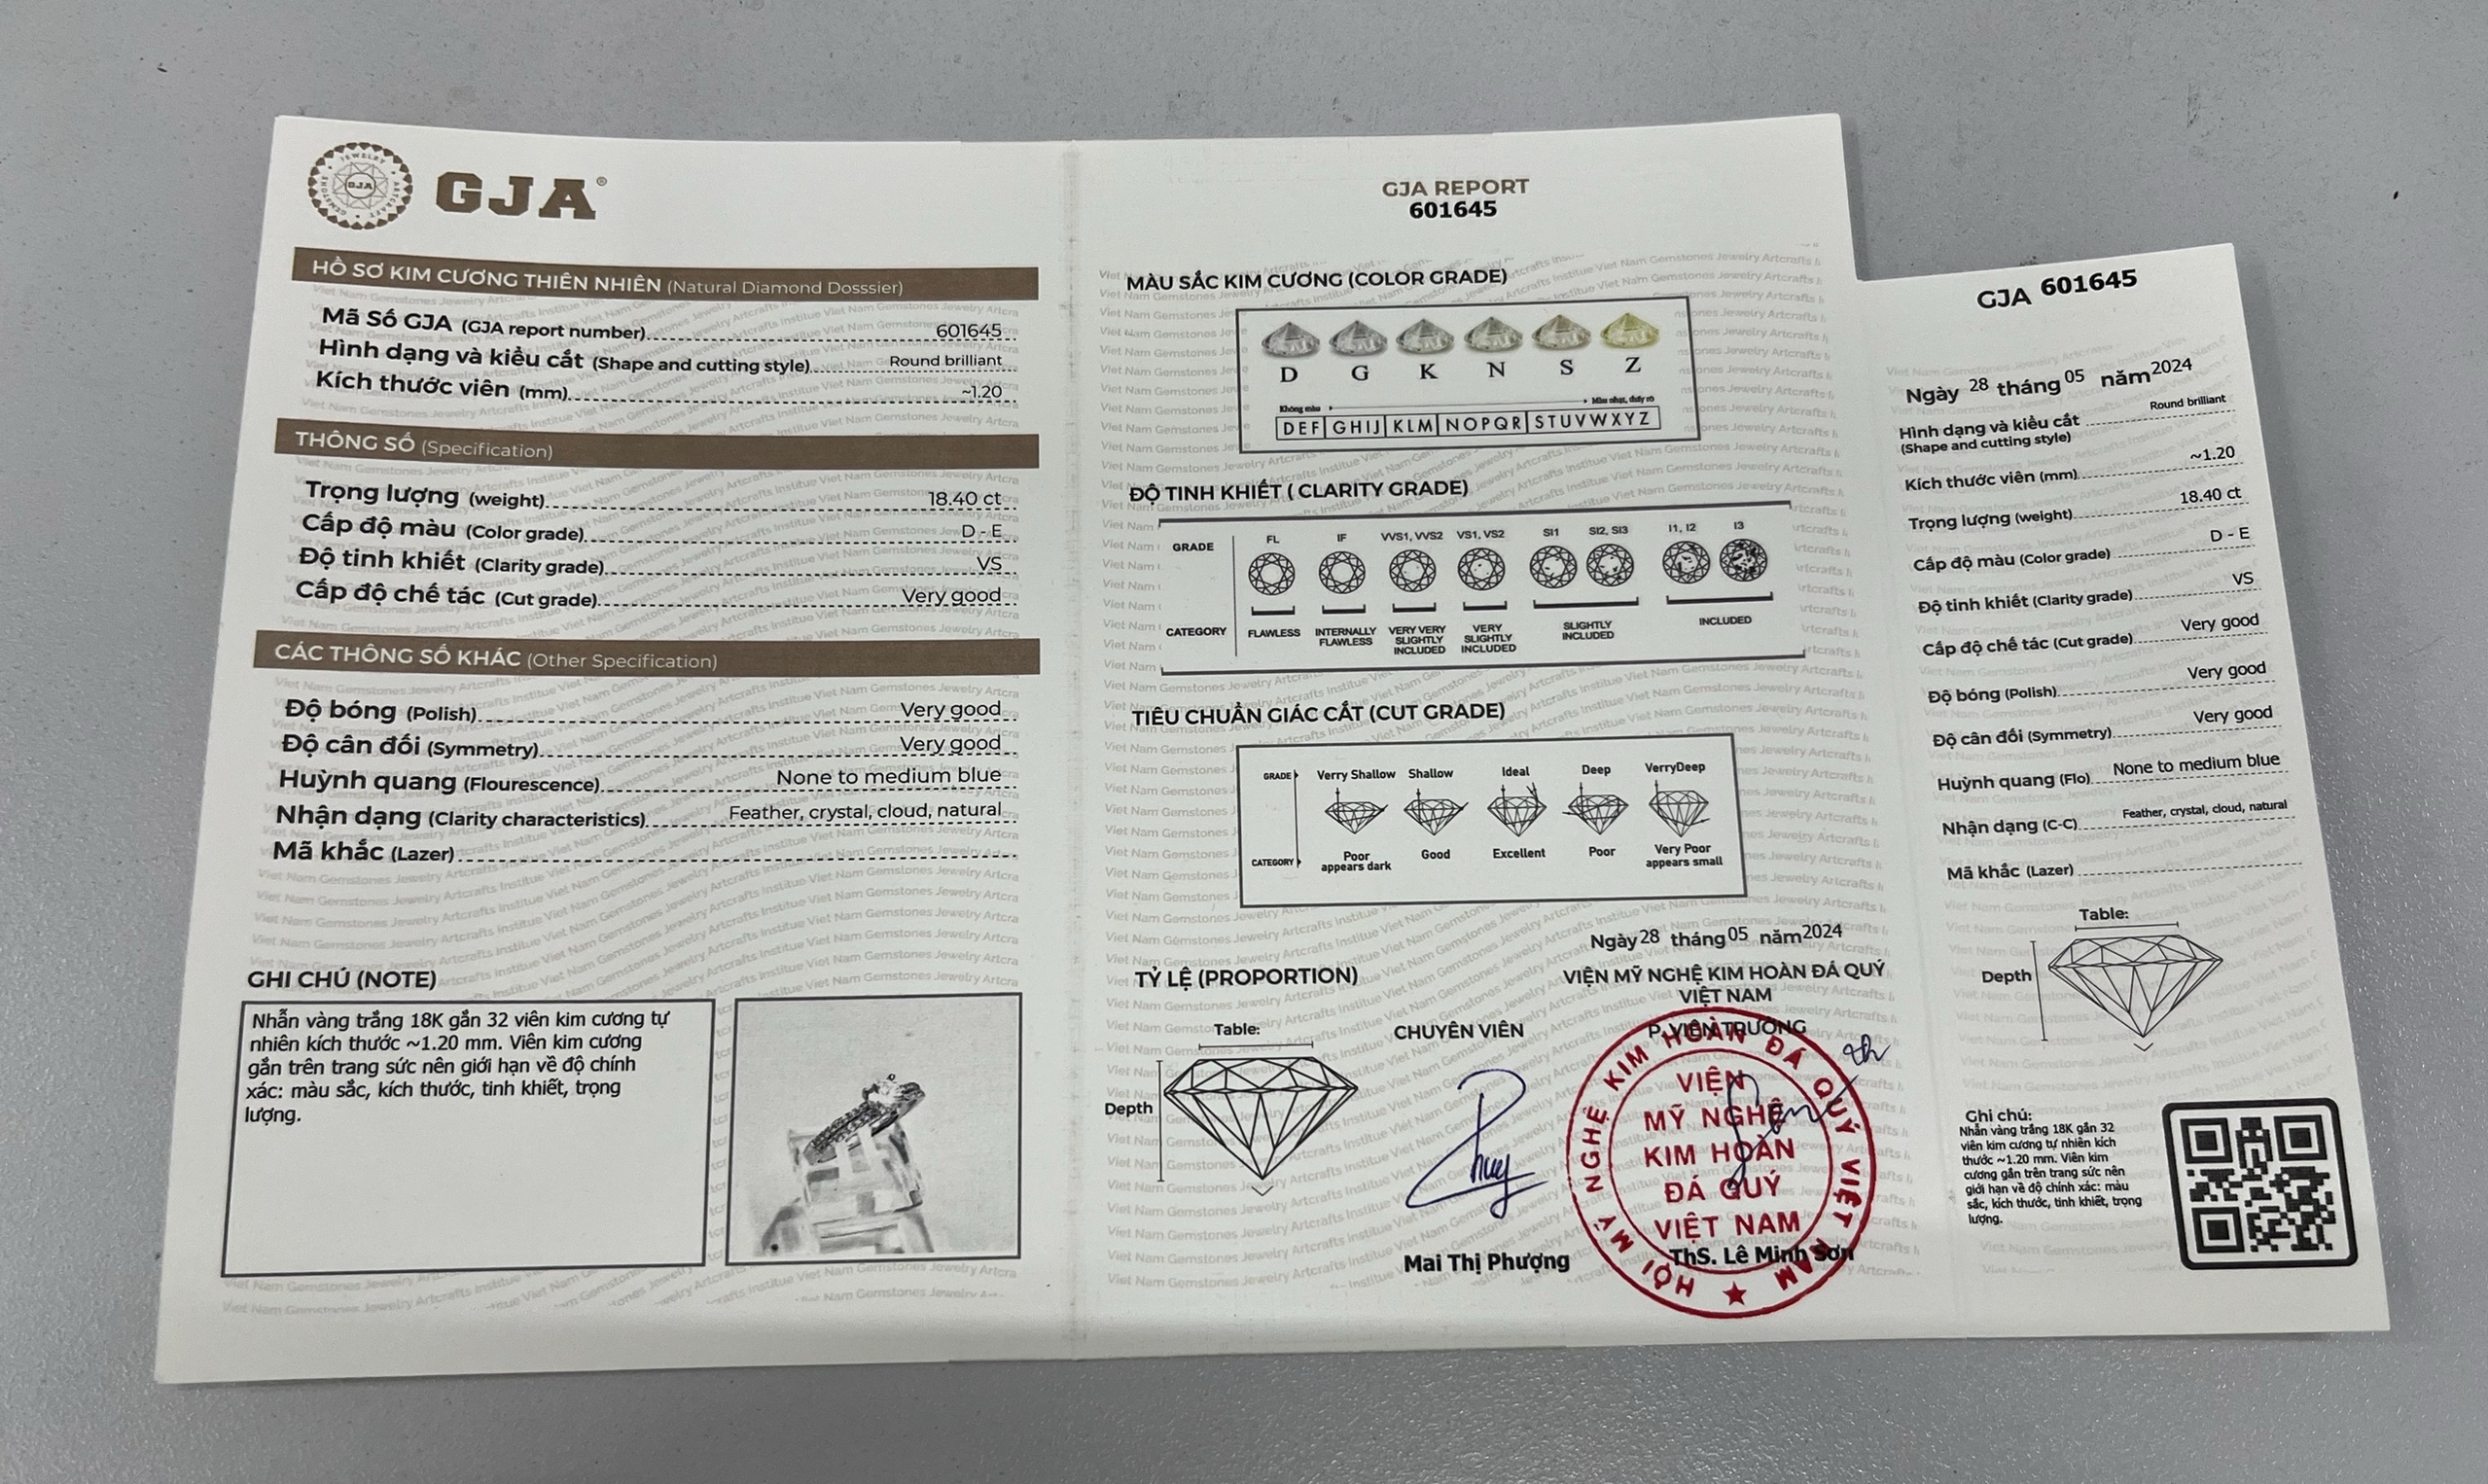 GJA
HỒ SƠ KIM CƯƠNG THIÊN NHIÊN (Natural Diamond Dosssier)
Mã Số GJA (GJA report number) 601645
Hình dạng và kiểu cắt (Shape and cutting style) Round brilliant
Kích thước viên (mm) ~1.20
THÔNG SỐ (Specification)
Trọng lượng (weight) 18.40 ct
Cấp độ màu (Color grade) D - E
Độ tinh khiết (Clarity grade) VS
Cấp độ chế tác (Cut grade) Very good
CÁC THÔNG SỐ KHÁC (Other Specification)
Độ bóng (Polish) Very good
Độ cân đối (Symmetry) Very good
Huỳnh quang (Flourescence) None to medium blue
Nhận dạng (Clarity characteristics) Feather, crystal, cloud, natural
Mã khắc (Lazer)
GHI CHÚ (NOTE)
Nhẫn vàng trắng 18K gắn 32 viên kim cương tự
nhiên kích thước ~1.20 mm. Viên kim cương
gắn trên trang sức nên giới hạn về độ chính
xác: màu sắc, kích thước, tinh khiết, trọng
lượng.
GJA REPORT
601645
MÀU SẮC KIM CƯƠNG (COLOR GRADE)
D G K N S Z
Không màu
DEF GHIJ KLM NOPQR STUVWXYZ
ĐỘ TINH KHIẾT ( CLARITY GRADE)
GRADE FL IF VVS1, VVS2 VS1, VS2 SI1 SI2, SI3 I1, I2 I3
CATEGORY FLAWLESS INTERNALLY FLAWLESS VERY VERY SLIGHTLY INCLUDED VERY SLIGHTLY INCLUDED SLIGHTLY INCLUDED INCLUDED
TIÊU CHUẨN GIÁC CẮT (CUT GRADE)
GRADE Verry Shallow Shallow Ideal Deep VerryDeep
CATEGORY Poor appears dark Good Excellent Poor Very Poor appears small
Ngày 28 tháng 05 năm 2024
TỶ LỆ (PROPORTION)
VIỆN MỸ NGHỆ KIM HOÀN ĐÁ QUÝ
VIỆT NAM
Table:
Depth
CHUYÊN VIÊN
P. VIỆN TRƯỞNG
HỘI MỸ NGHỆ KIM HOÀN ĐÁ QUÝ VIỆT NAM
VIỆN
MỸ NGHỆ
KIM HOÀN
ĐÁ QUÝ
VIỆT NAM
Mai Thị Phượng
ThS. Lê Minh Sơn
GJA 601645
Ngày 28 tháng 05 năm 2024
Hình dạng và kiểu cắt Round brilliant
(Shape and cutting style)
Kích thước viên (mm) ~1.20
Trọng lượng (weight) 18.40 ct
Cấp độ màu (Color grade) D - E
Độ tinh khiết (Clarity grade) VS
Cấp độ chế tác (Cut grade) Very good
Độ bóng (Polish) Very good
Độ cân đối (Symmetry) Very good
Huỳnh quang (Flo) None to medium blue
Nhận dạng (C-C) Feather, crystal, cloud, natural
Mã khắc (Lazer)
Table:
Depth
Ghi chú:
Nhẫn vàng trắng 18K gắn 32
viên kim cương tự nhiên kích
thước ~1.20 mm. Viên kim
cương gắn trên trang sức nên
giới hạn về độ chính xác: màu
sắc, kích thước, tinh khiết, trọng
lượng.